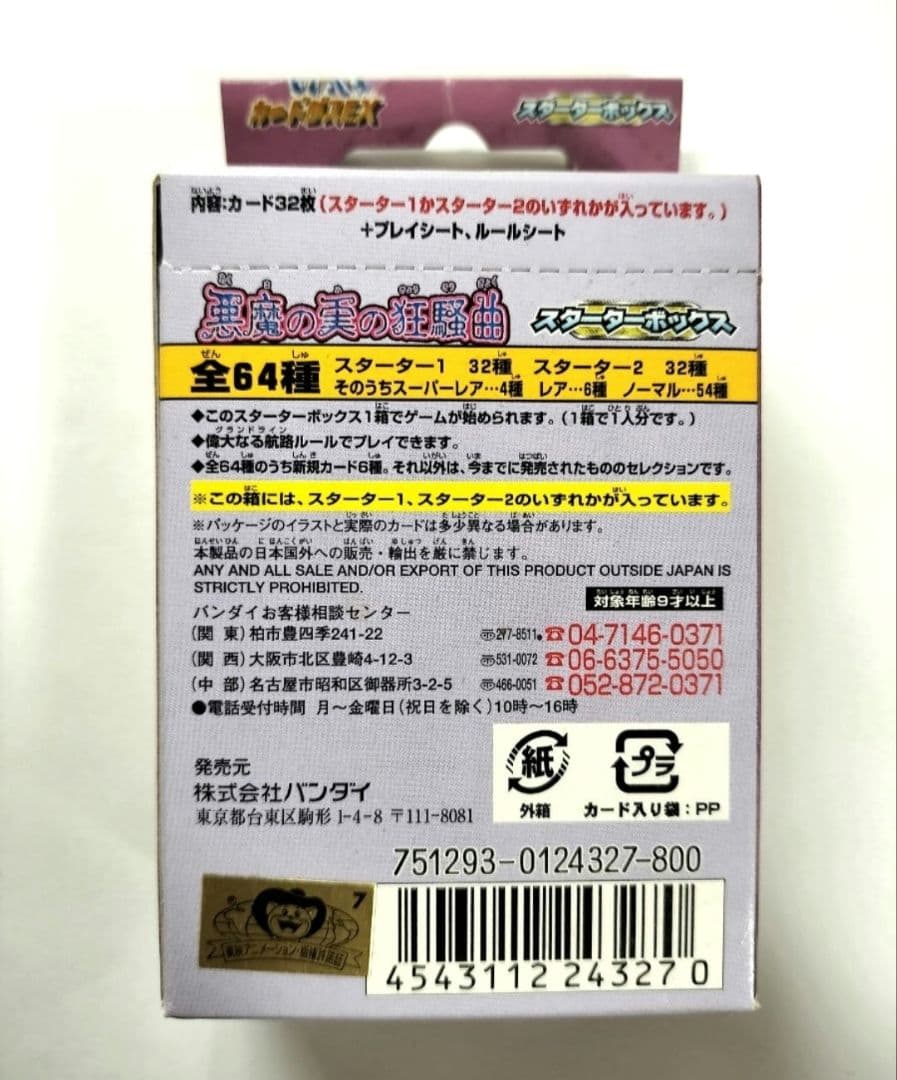 カードダスEX スターターボックス
内容:カード32枚(スターター1かスターター2のいずれかが入っています。)
+プレイシート、ルールシート
悪魔の実の狂騒曲 スターターボックス
全64種 スターター1 32種 スターター2 32種
そのうちスーパーレア…4種 レア…6種 ノーマル…54種
◆このスターターボックス1箱でゲームが始められます。(1箱で1人分です。)
◆偉大なる航路ルールでプレイできます。
◆全64種のうち新規カード6種。それ以外は、今までに発売されたもののセレクションです。
※この箱には、スターター1、スターター2のいずれかが入っています。
※パッケージのイラストと実際のカードは多少異なる場合があります。
本製品の日本国外への販売・輸出を厳に禁じます。
ANY AND ALL SALE AND/OR EXPORT OF THIS PRODUCT OUTSIDE JAPAN IS
STRICTLY PROHIBITED.
対象年齢9才以上
バンダイお客様相談センター
(関 東)柏市豊四季241-22 〠277-8511 ☎04-7146-0371
(関 西)大阪市北区豊崎4-12-3 〠531-0072 ☎06-6375-5050
(中 部)名古屋市昭和区御器所3-2-5 〠466-0051 ☎052-872-0371
●電話受付時間 月~金曜日(祝日を除く)10時~16時
発売元
株式会社バンダイ
東京都台東区駒形1-4-8 〒111-8081
紙 プラ
外箱 カード入り袋:PP
751293-0124327-800
7
東映アニメーション・版権許諾証
4543112 243270